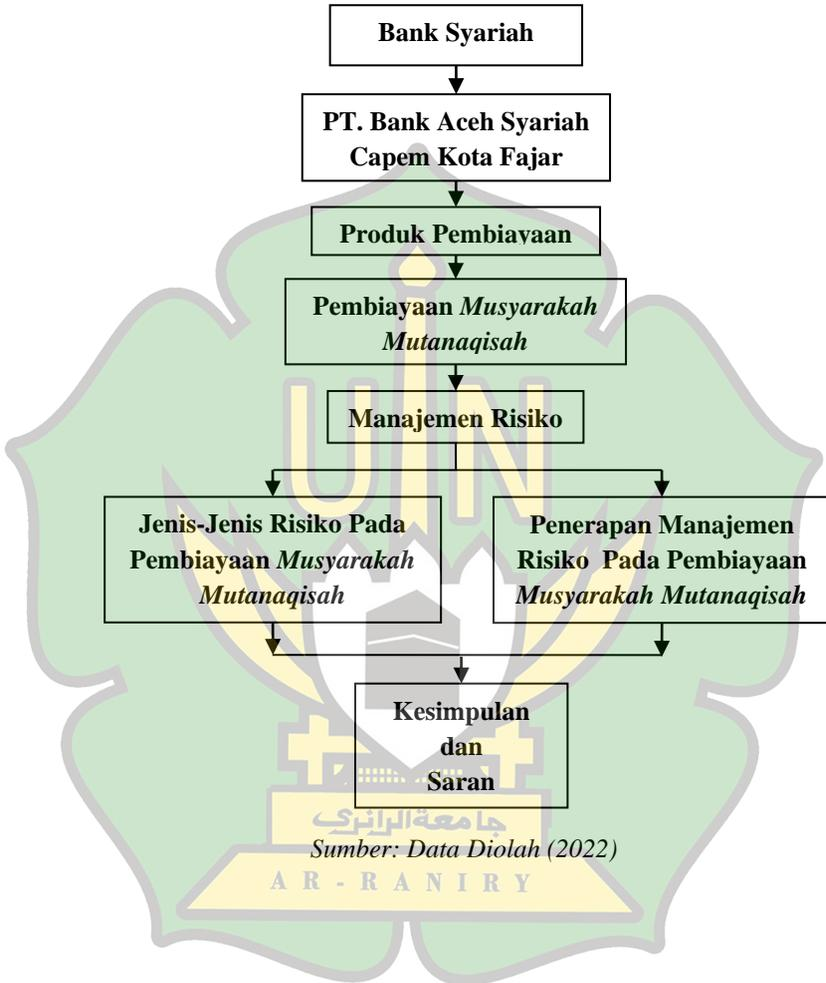 Bank Syariah
PT. Bank Aceh Syariah
Capem Kota Fajar
Produk Pembiayaan
Pembiayaan Musyarakah
Mutanaqisah
Manajemen Risiko
Jenis-Jenis Risiko Pada
Pembiayaan Musyarakah
Mutanaqisah
Penerapan Manajemen
Risiko Pada Pembiayaan
Musyarakah Mutanaqisah
Kesimpulan
dan
Saran
Sumber: Data Diolah (2022)
UIN
جامعة الرانري
AR-RANIRY